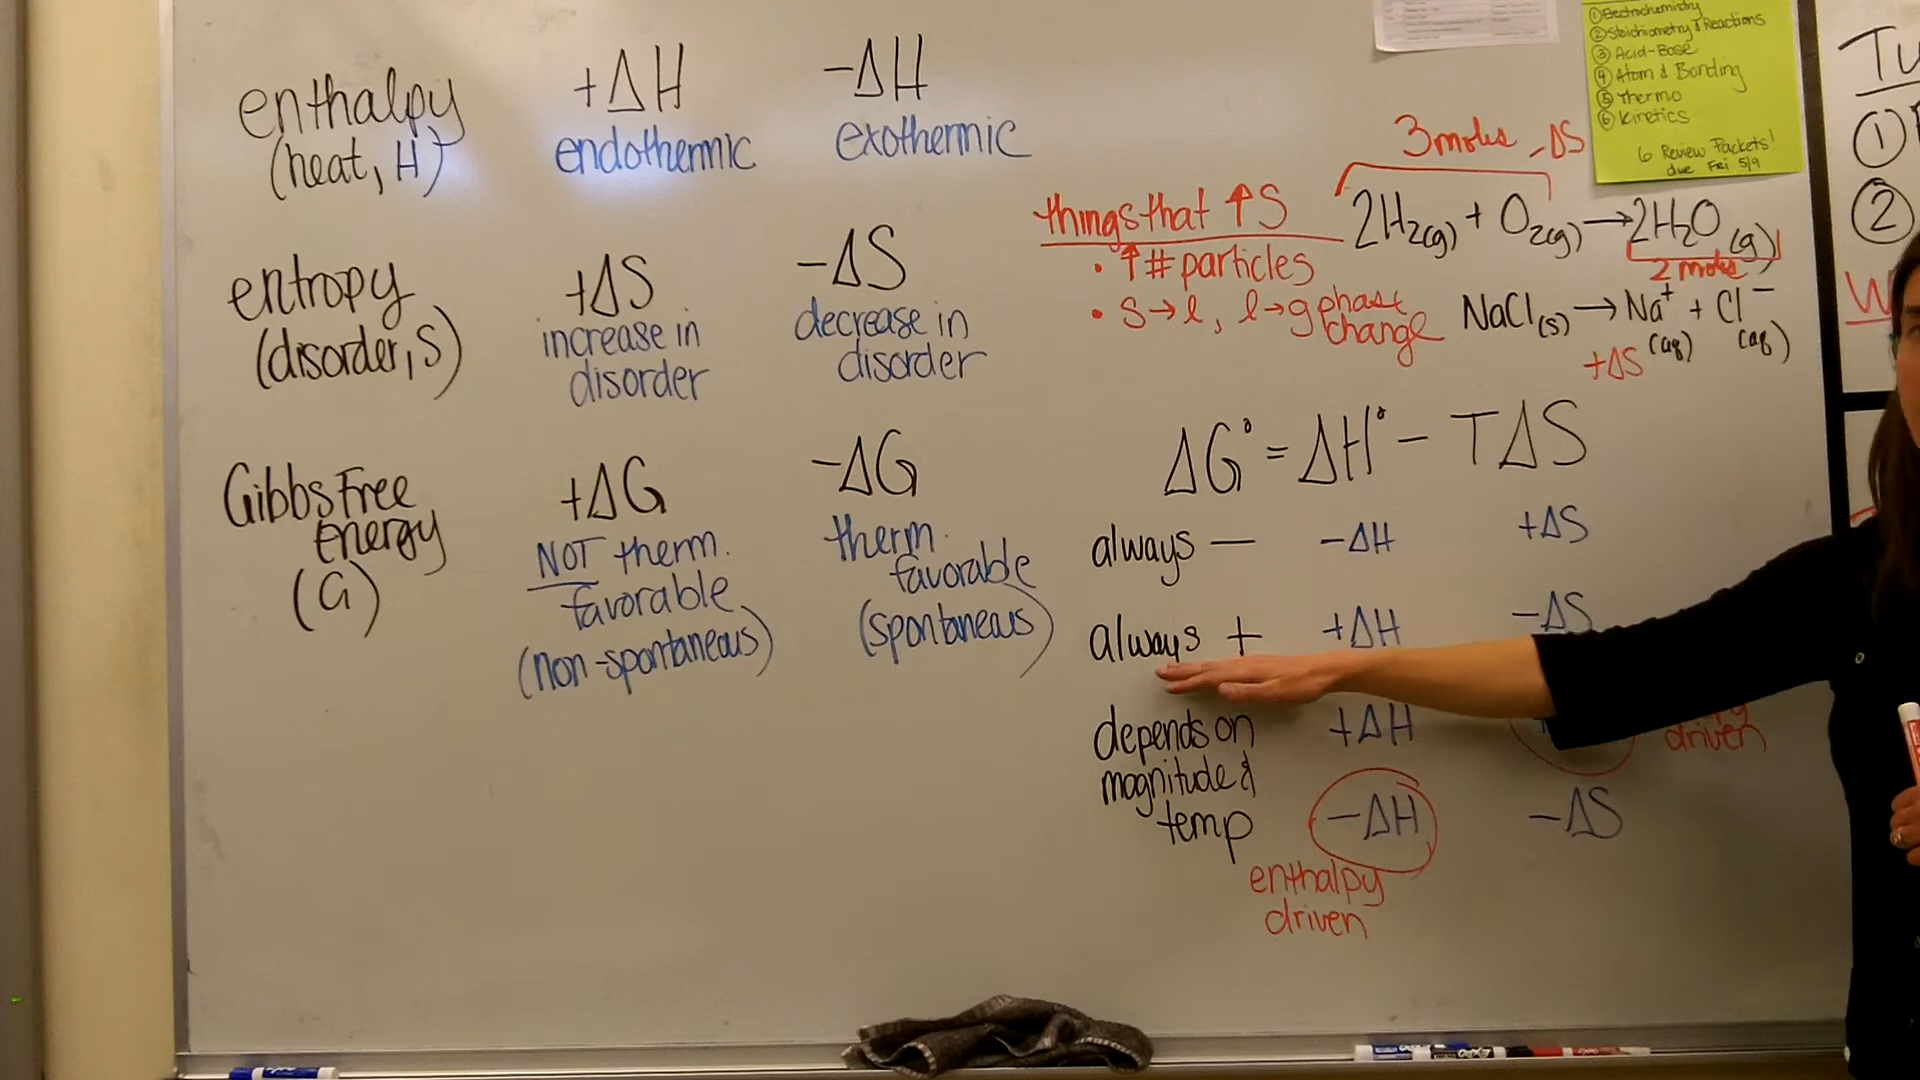 enthalpy
(heat, H)
+ΔH
endothermic
−ΔH
exothermic
entropy
(disorder, S)
+ΔS
increase in
disorder
−ΔS
decrease in
disorder
Gibbs Free
Energy
(G)
+ΔG
NOT therm.
favorable
(non-spontaneous)
−ΔG
therm.
favorable
(spontaneous)
things that ↑S
• ↑ # particles
• s→l, l→g phase
change
3 moles −ΔS
2H₂(g) + O₂(g) → 2H₂O (g)
2 moles
NaCl(s) → Na⁺ + Cl⁻
(aq) (aq)
+ΔS
ΔG° = ΔH° − TΔS
always − −ΔH +ΔS
always + +ΔH −ΔS
depends on +ΔH
magnitude &
temp −ΔH −ΔS
driven
enthalpy
driven
① Electrochemistry
② Stoichiometry & Reactions
③ Acid-Base
④ Atom & Bonding
⑤ Thermo
⑥ Kinetics
6 Review Packets!
due Fri 5/9
①
②
EXPO